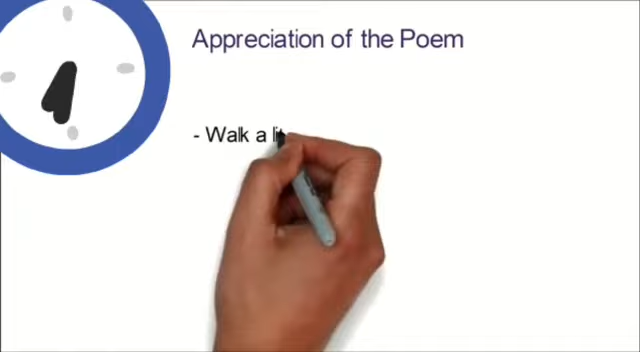 Appreciation of the Poem
- Walk a